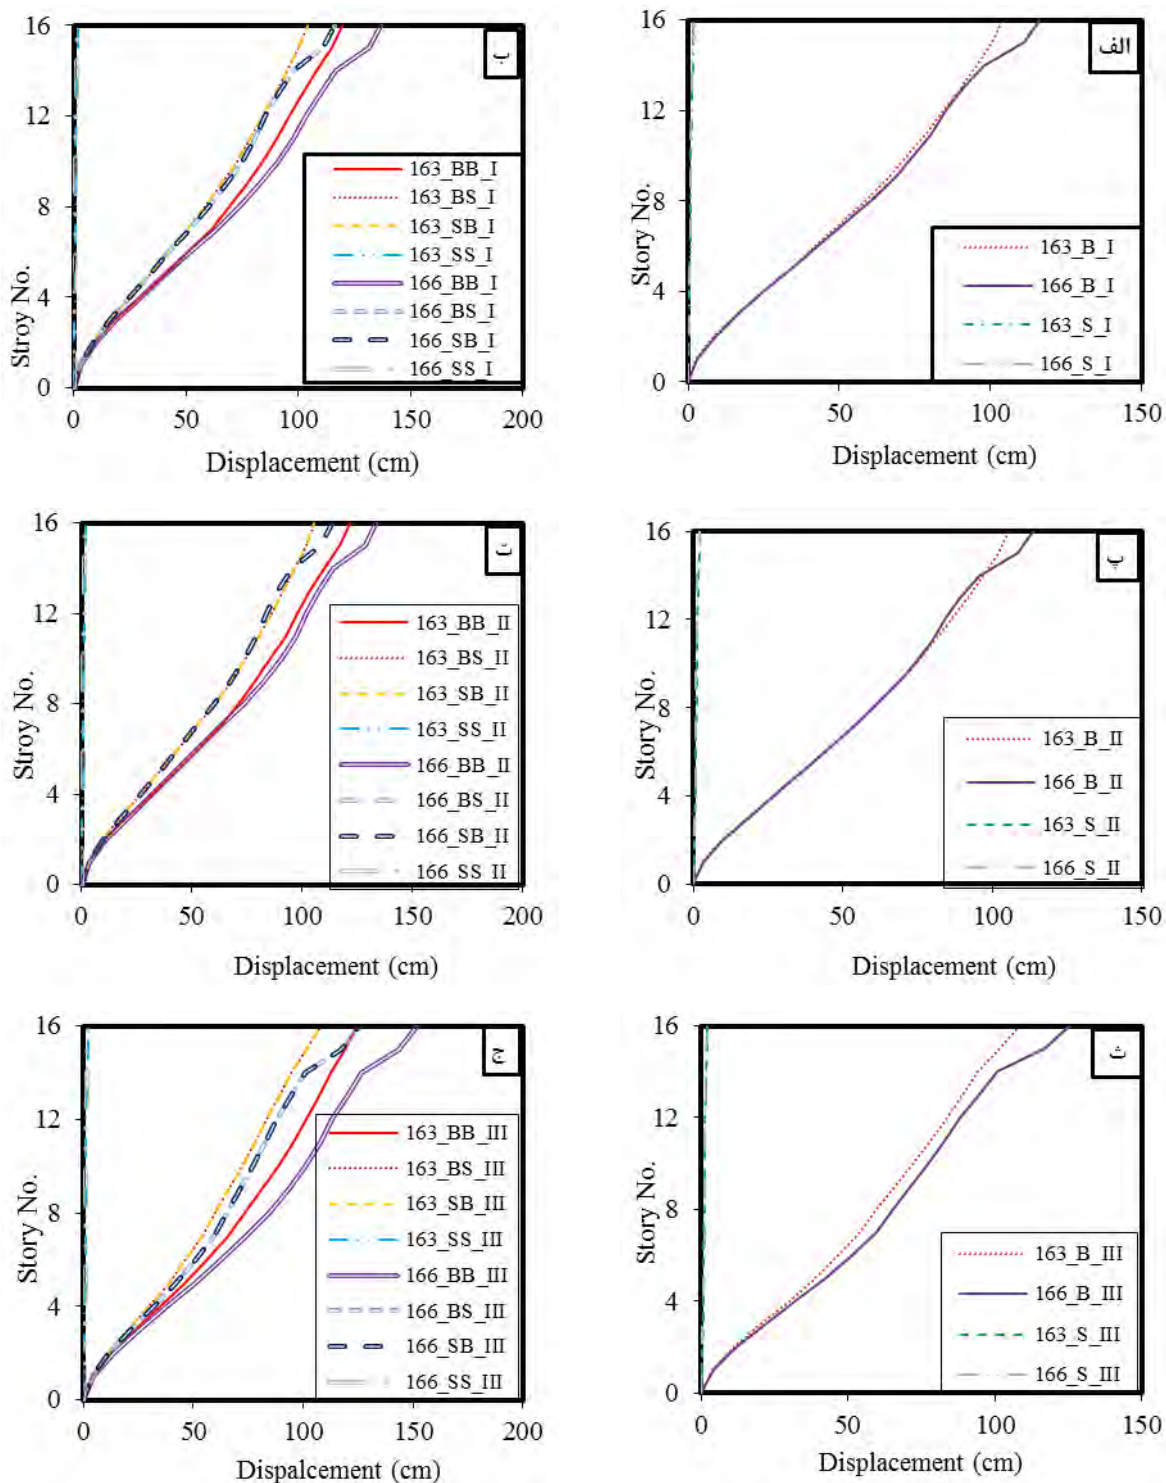 16
12
8
4
0
Stroy No.
ب
163_BB_I
163_BS_I
163_SB_I
163_SS_I
166_BB_I
166_BS_I
166_SB_I
166_SS_I
0 50 100 150 200
Displacement (cm)
16
12
8
4
0
Story No.
الف
163_B_I
166_B_I
163_S_I
166_S_I
0 50 100 150
Displacement (cm)
16
12
8
4
0
Stroy No.
ت
163_BB_II
163_BS_II
163_SB_II
163_SS_II
166_BB_II
166_BS_II
166_SB_II
166_SS_II
0 50 100 150 200
Displacement (cm)
16
12
8
4
0
Story No.
پ
163_B_II
166_B_II
163_S_II
166_S_II
0 50 100 150
Displacement (cm)
16
12
8
4
0
Story No.
ج
163_BB_III
163_BS_III
163_SB_III
163_SS_III
166_BB_III
166_BS_III
166_SB_III
166_SS_III
0 50 100 150 200
Dispalcement (cm)
16
12
8
4
0
Story No.
ث
163_B_III
166_B_III
163_S_III
166_S_III
0 50 100 150
Displacement (cm)